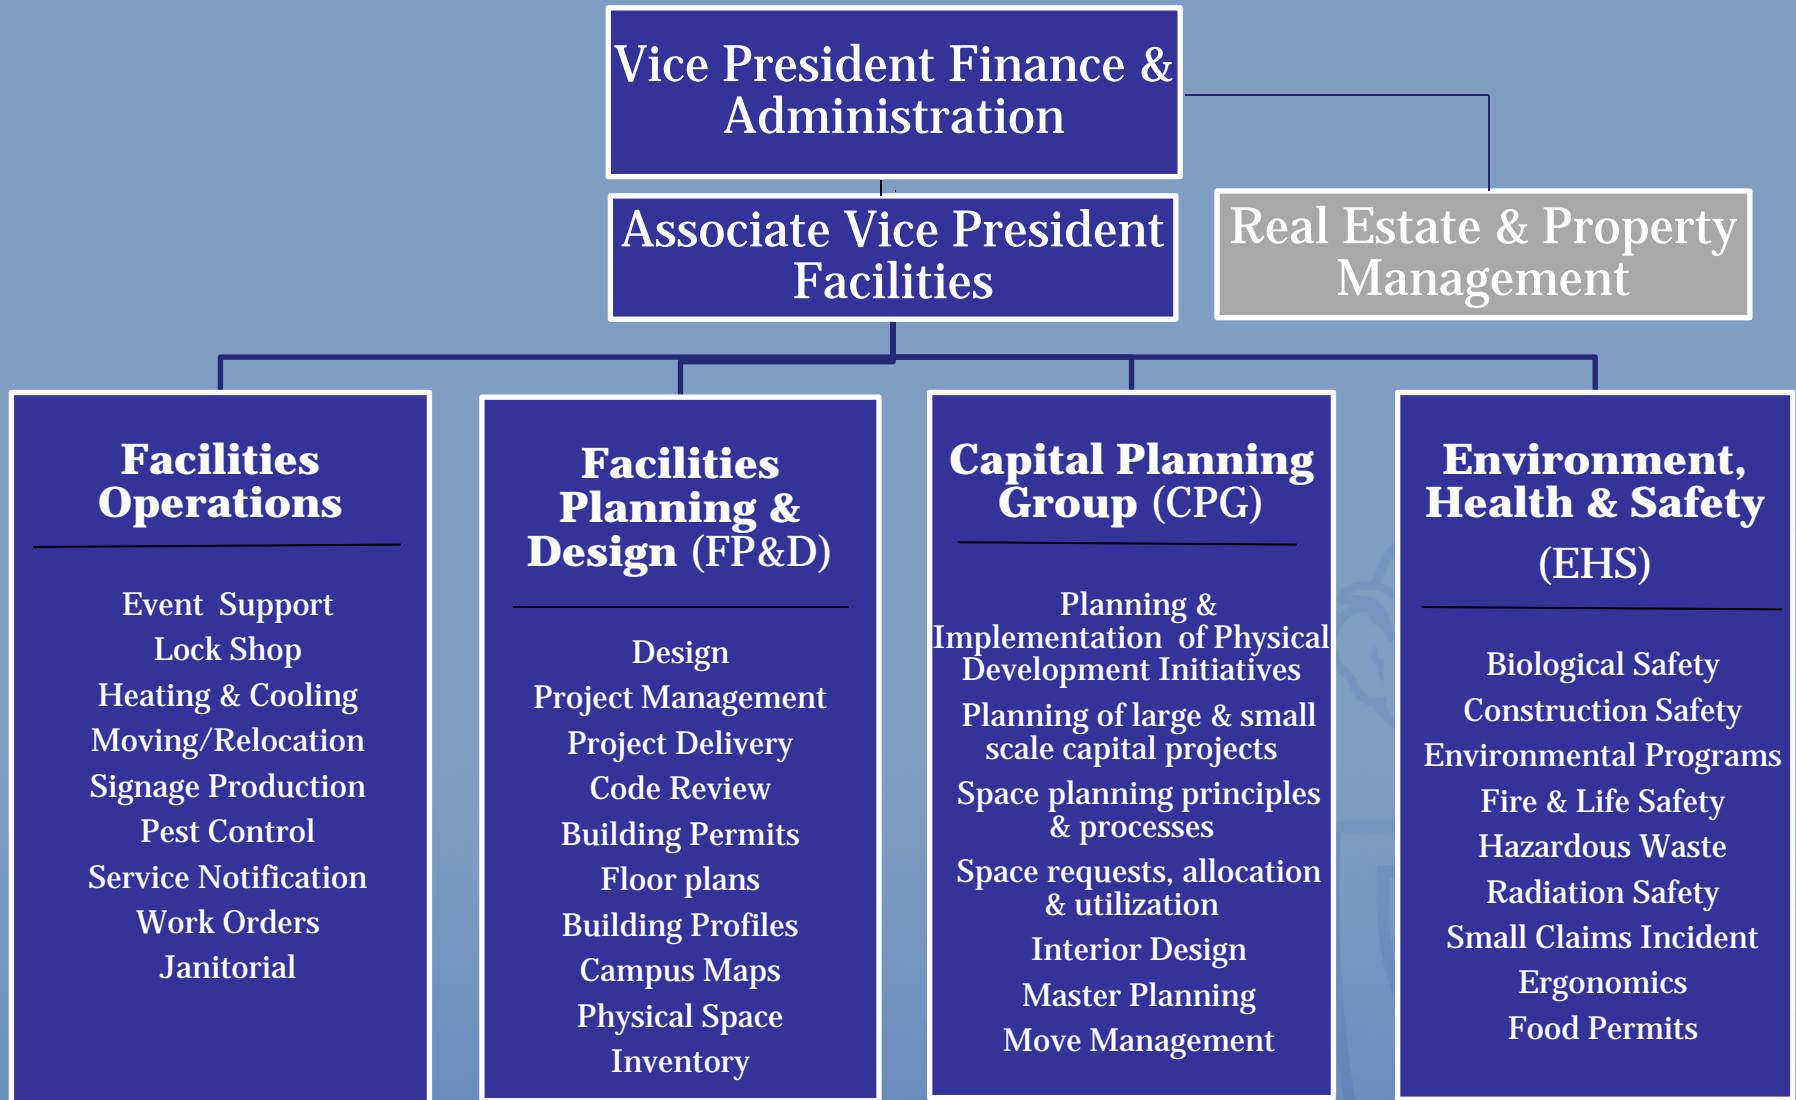 Vice President Finance &
Administration
Associate Vice President
Facilities
Real Estate & Property
Management
Facilities
Operations
Event  Support
Lock Shop
Heating & Cooling
Moving/Relocation
Signage Production
Pest Control
Service Notification
Work Orders
Janitorial
Facilities
Planning &
Design (FP&D)
Design
Project Management
Project Delivery
Code Review
Building Permits
Floor plans
Building Profiles
Campus Maps
Physical Space
Inventory
Capital Planning
Group (CPG)
Planning &
Implementation  of Physical
Development Initiatives
Planning of large & small
scale capital projects
Space planning principles
& processes
Space requests, allocation
& utilization
Interior Design
Master Planning
Move Management
Environment,
Health & Safety
(EHS)
Biological Safety
Construction Safety
Environmental Programs
Fire & Life Safety
Hazardous Waste
Radiation Safety
Small Claims Incident
Ergonomics
Food Permits